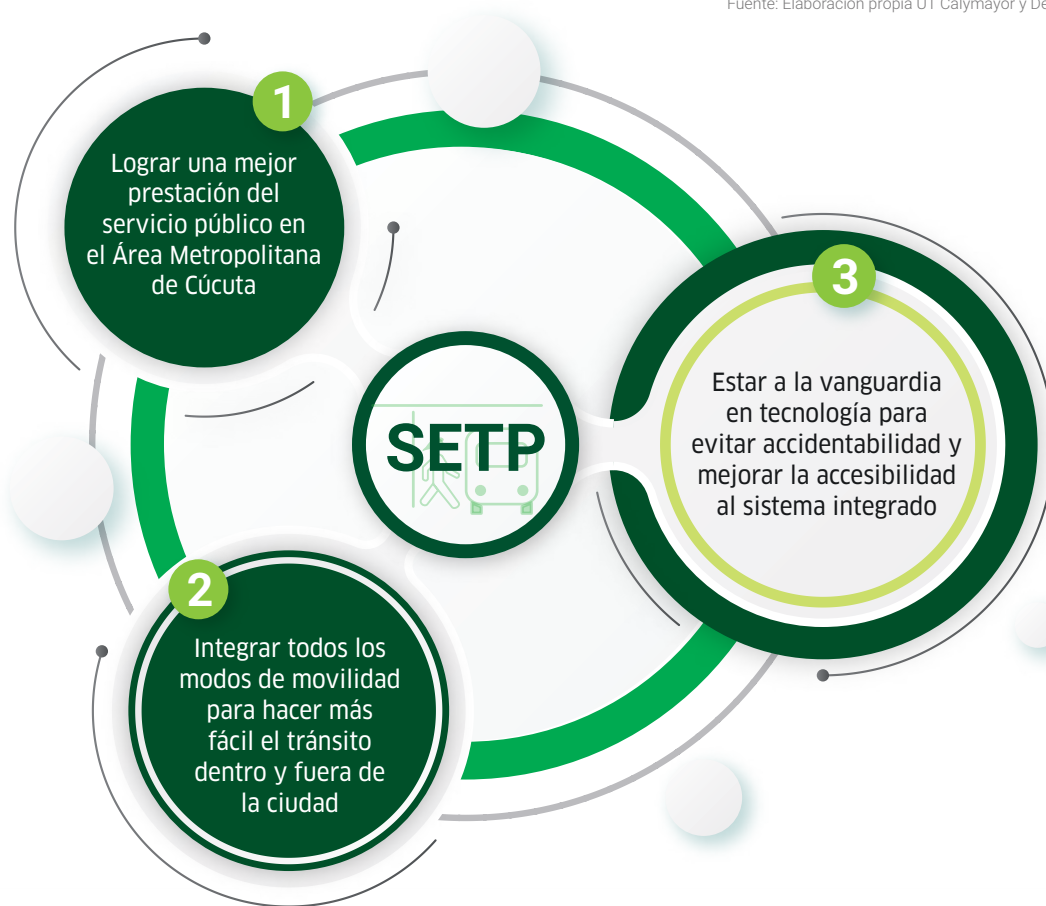 Fuente: Elaboración propia UT Calymayor y
1
Lograr una mejor
prestación del
servicio público en
el Área Metropolitana
de Cúcuta
3
Estar a la vanguardia
en tecnología para
evitar accidentabilidad y
mejorar la accesibilidad
al sistema integrado
SETP
2
Integrar todos los
modos de movilidad
para hacer más
fácil el tránsito
dentro y fuera de
la ciudad